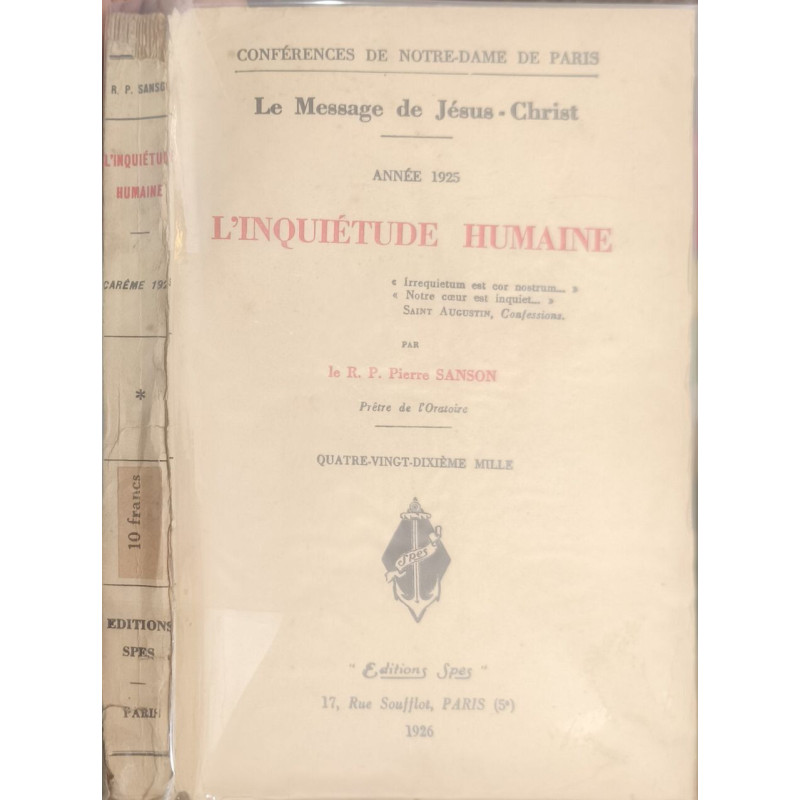 R. P. SANSO
L'INQUIÉTUD
HUMAINE
CARÊME 192
*
10 francs
EDITIONS
SPES
PARIS
CONFÉRENCES DE NOTRE-DAME DE PARIS
Le Message de Jésus-Christ
ANNÉE 1925
L'INQUIÉTUDE HUMAINE
« Irrequietum est cor nostrum... »
« Notre cœur est inquiet... »
SAINT AUGUSTIN, Confessions.
PAR
le R. P. Pierre SANSON
Prêtre de l'Oratoire
QUATRE-VINGT-DIXIÈME MILLE
Spes
" Editions Spes "
17, Rue Soufflot, PARIS (5e)
1926